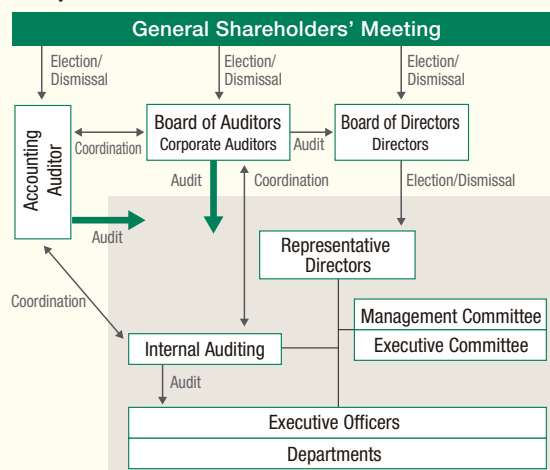 General Shareholders' Meeting
Election/
Dismissal
Election/
Dismissal
Election/
Dismissal
Accounting
Auditor
Coordination
Board of Auditors
Corporate Auditors
Audit
Board of Directors
Directors
Audit
Coordination
Election/Dismissal
Audit
Representative
Directors
Coordination
Management Committee
Executive Committee
Internal Auditing
Audit
Executive Officers
Departments